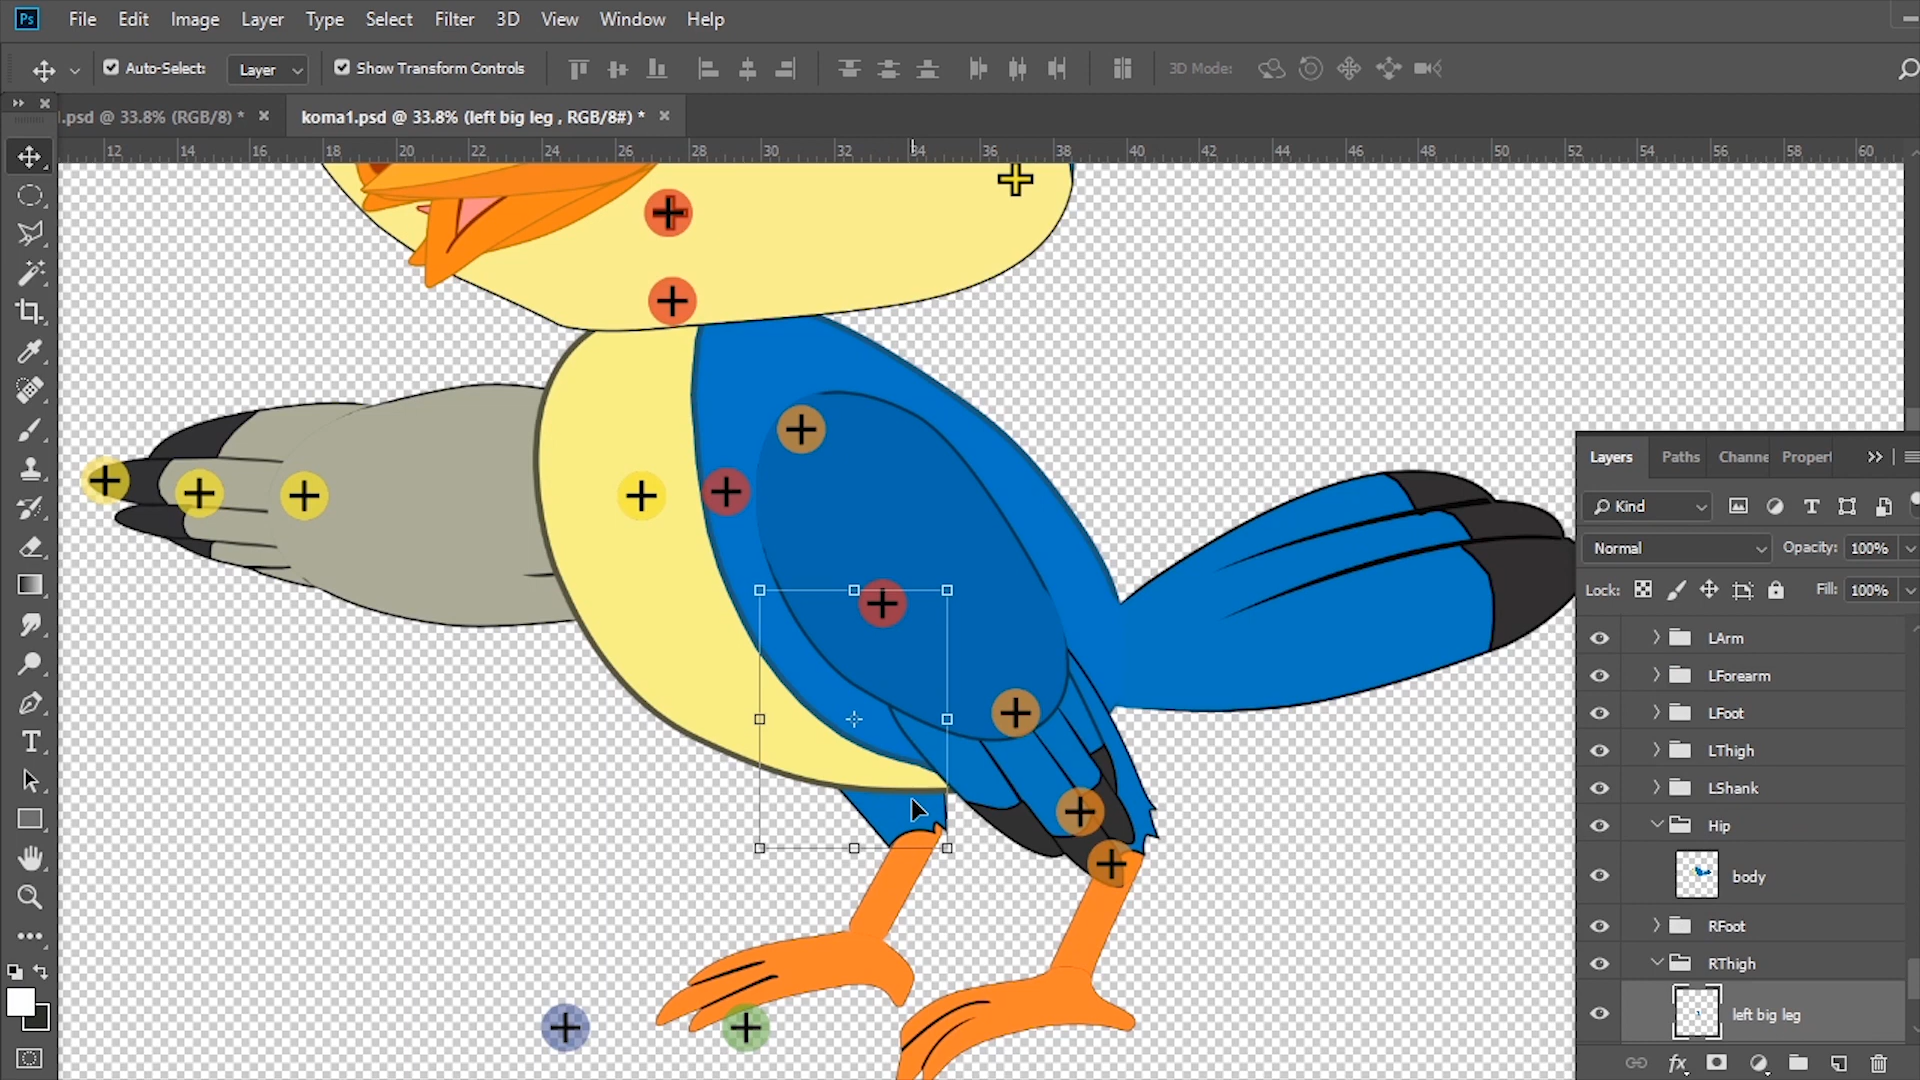 Ps File Edit Image Layer Type Select Filter 3D View Window Help
Auto-Select: Layer Show Transform Controls 3D Mode:
.psd @ 33.8% (RGB/8) * koma1.psd @ 33.8% (left big leg , RGB/8#) *
12 14 16 18 20 22 24 26 28 30 32 34 36 38 40 42 44 46 48 50 52 54 56 58 60
Layers Paths Channe Propert
Kind
Normal Opacity: 100%
Lock: Fill: 100%
LArm
LForearm
LFoot
LThigh
LShank
Hip
body
RFoot
RThigh
left big leg
fx